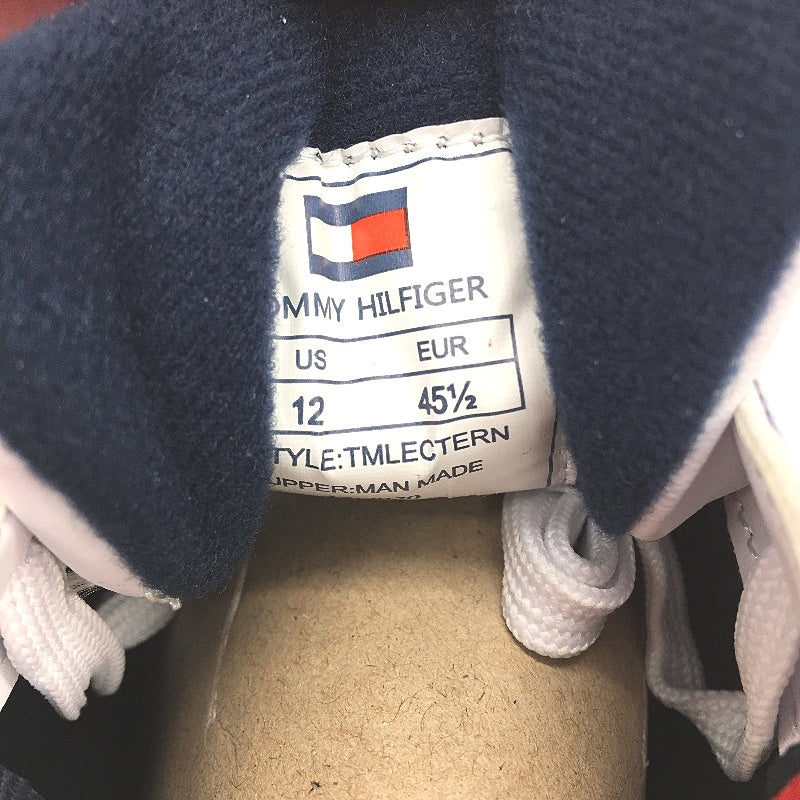 OMMY HILFIGER
US EUR
12 45½
TYLE:TMLECTERN
UPPER:MAN MADE